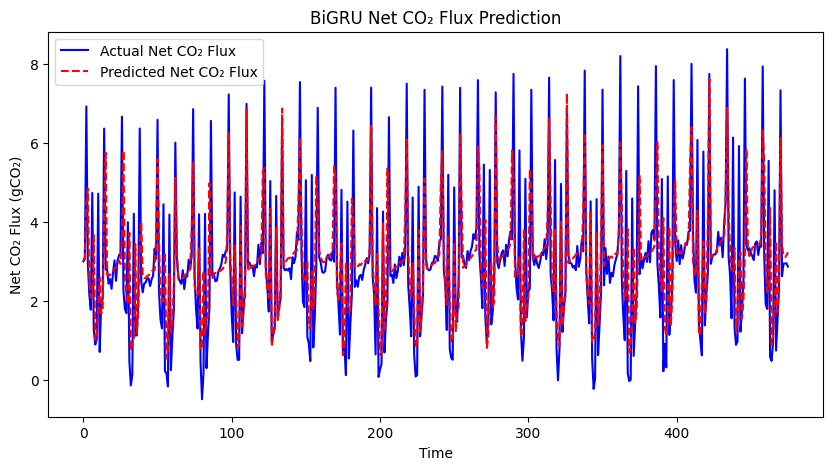 BiGRU Net CO₂ Flux Prediction
Actual Net CO₂ Flux
Predicted Net CO₂ Flux
Net CO₂ Flux (gCO₂)
8
6
4
2
0
0 100 200 300 400
Time